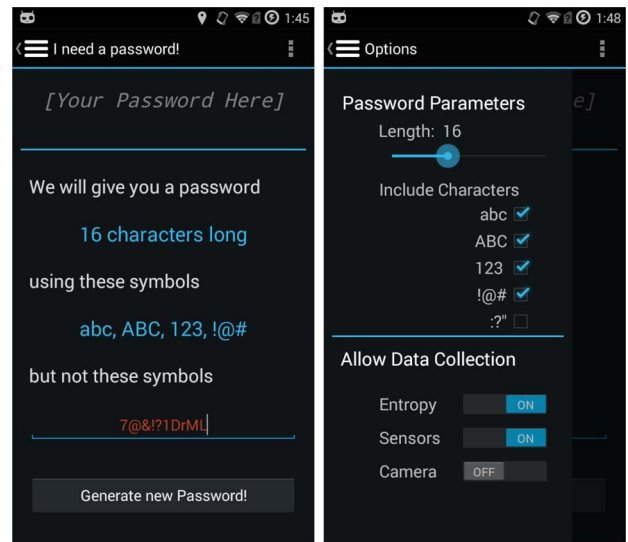 1:45
I need a password!
[Your Password Here]
We will give you a password
16 characters long
using these symbols
abc, ABC, 123, !@#
but not these symbols
7@&!?1DrML
Generate new Password!
1:48
Options
e]
Password Parameters
Length: 16
Include Characters
abc
ABC
123
!@#
:?"
Allow Data Collection
Entropy ON
Sensors ON
Camera OFF